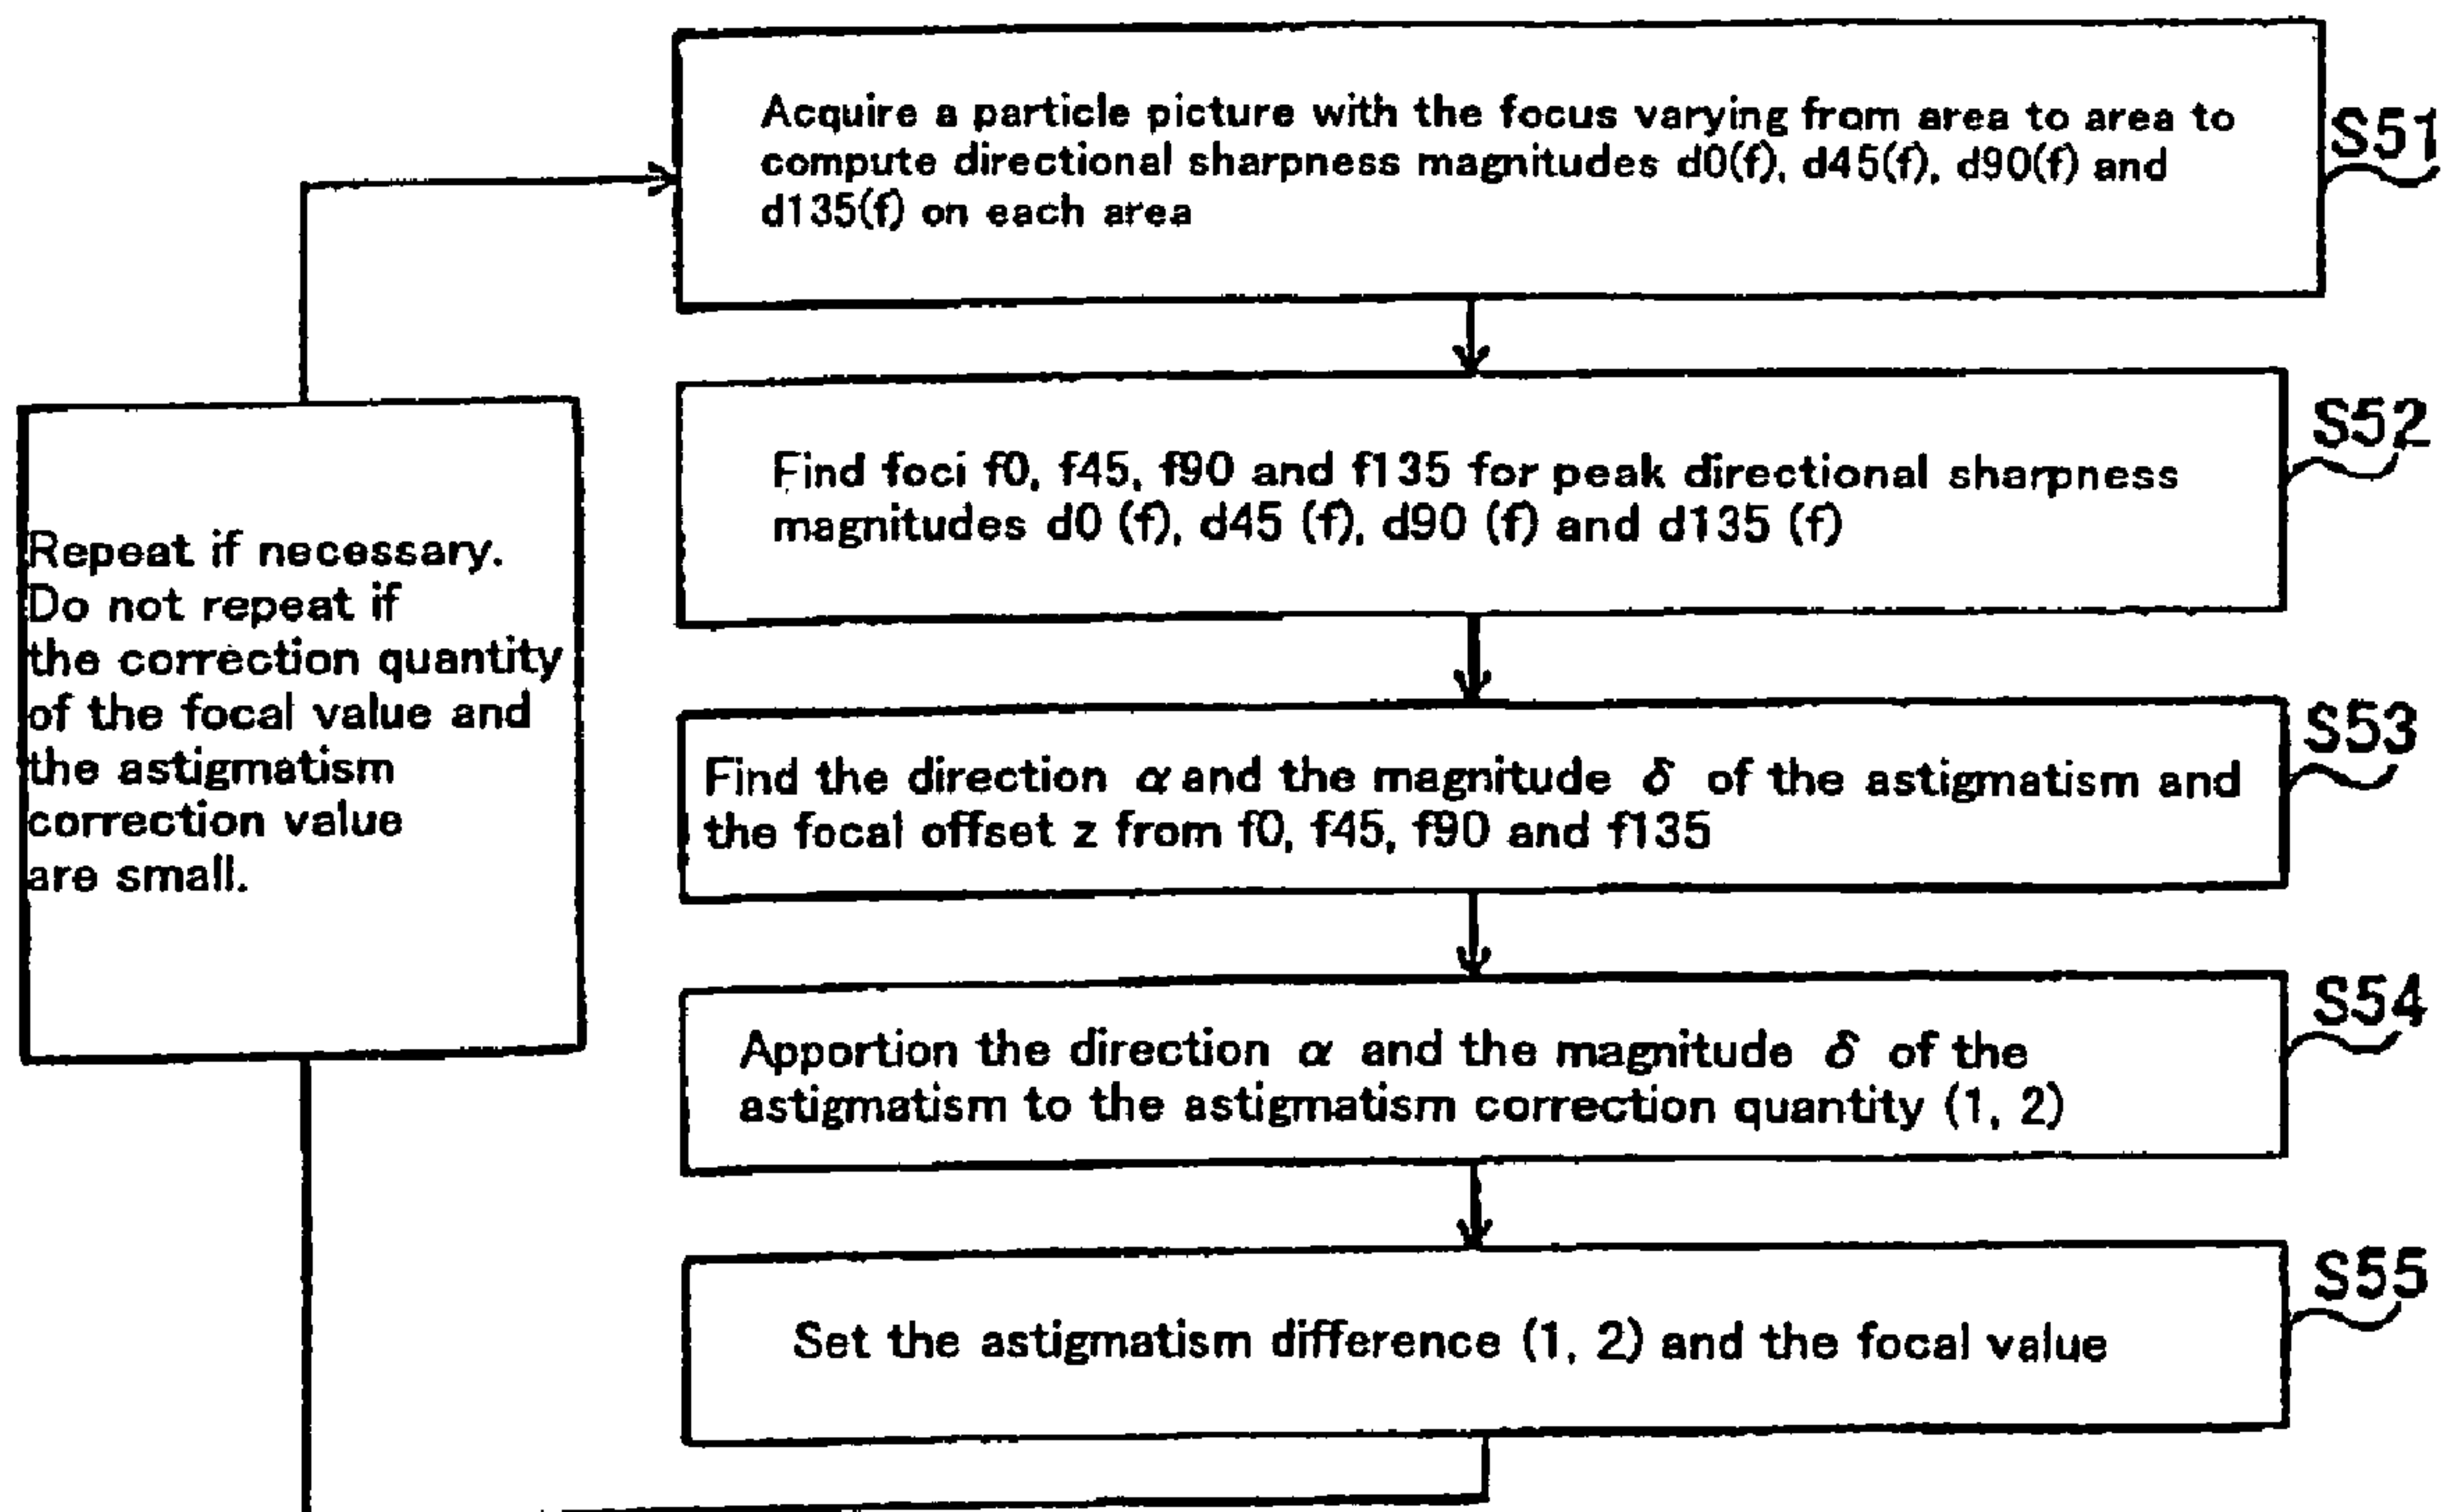 Acquire a particle picture with the focus varying from area to area to
compute directional sharpness magnitudes d0(f), d45(f), d90(f) and
d135(f) on each area
S51
Find foci f0, f45, f90 and f135 for peak directional sharpness
magnitudes d0 (f), d45 (f), d90 (f) and d135 (f)
S52
Repeat if necessary.
Do not repeat if
the correction quantity
of the focal value and
the astigmatism
correction value
are small.
Find the direction α and the magnitude δ of the astigmatism and
the focal offset z from f0, f45, f90 and f135
S53
Apportion the direction α and the magnitude δ of the
astigmatism to the astigmatism correction quantity (1, 2)
S54
Set the astigmatism difference (1, 2) and the focal value
S55